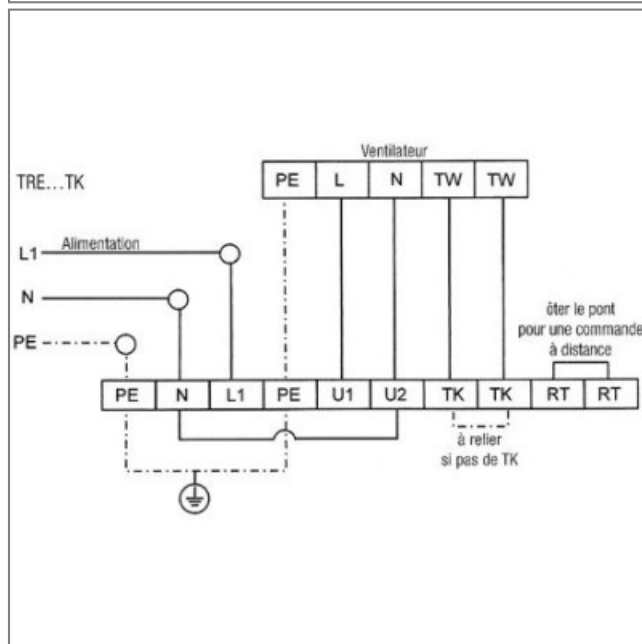 Ventilateur
TRE...TK
PE L N TW TW
L1 Alimentation
N
PE
ôter le pont
pour une commande
à distance
PE N L1 PE U1 U2 TK TK RT RT
à relier
si pas de TK